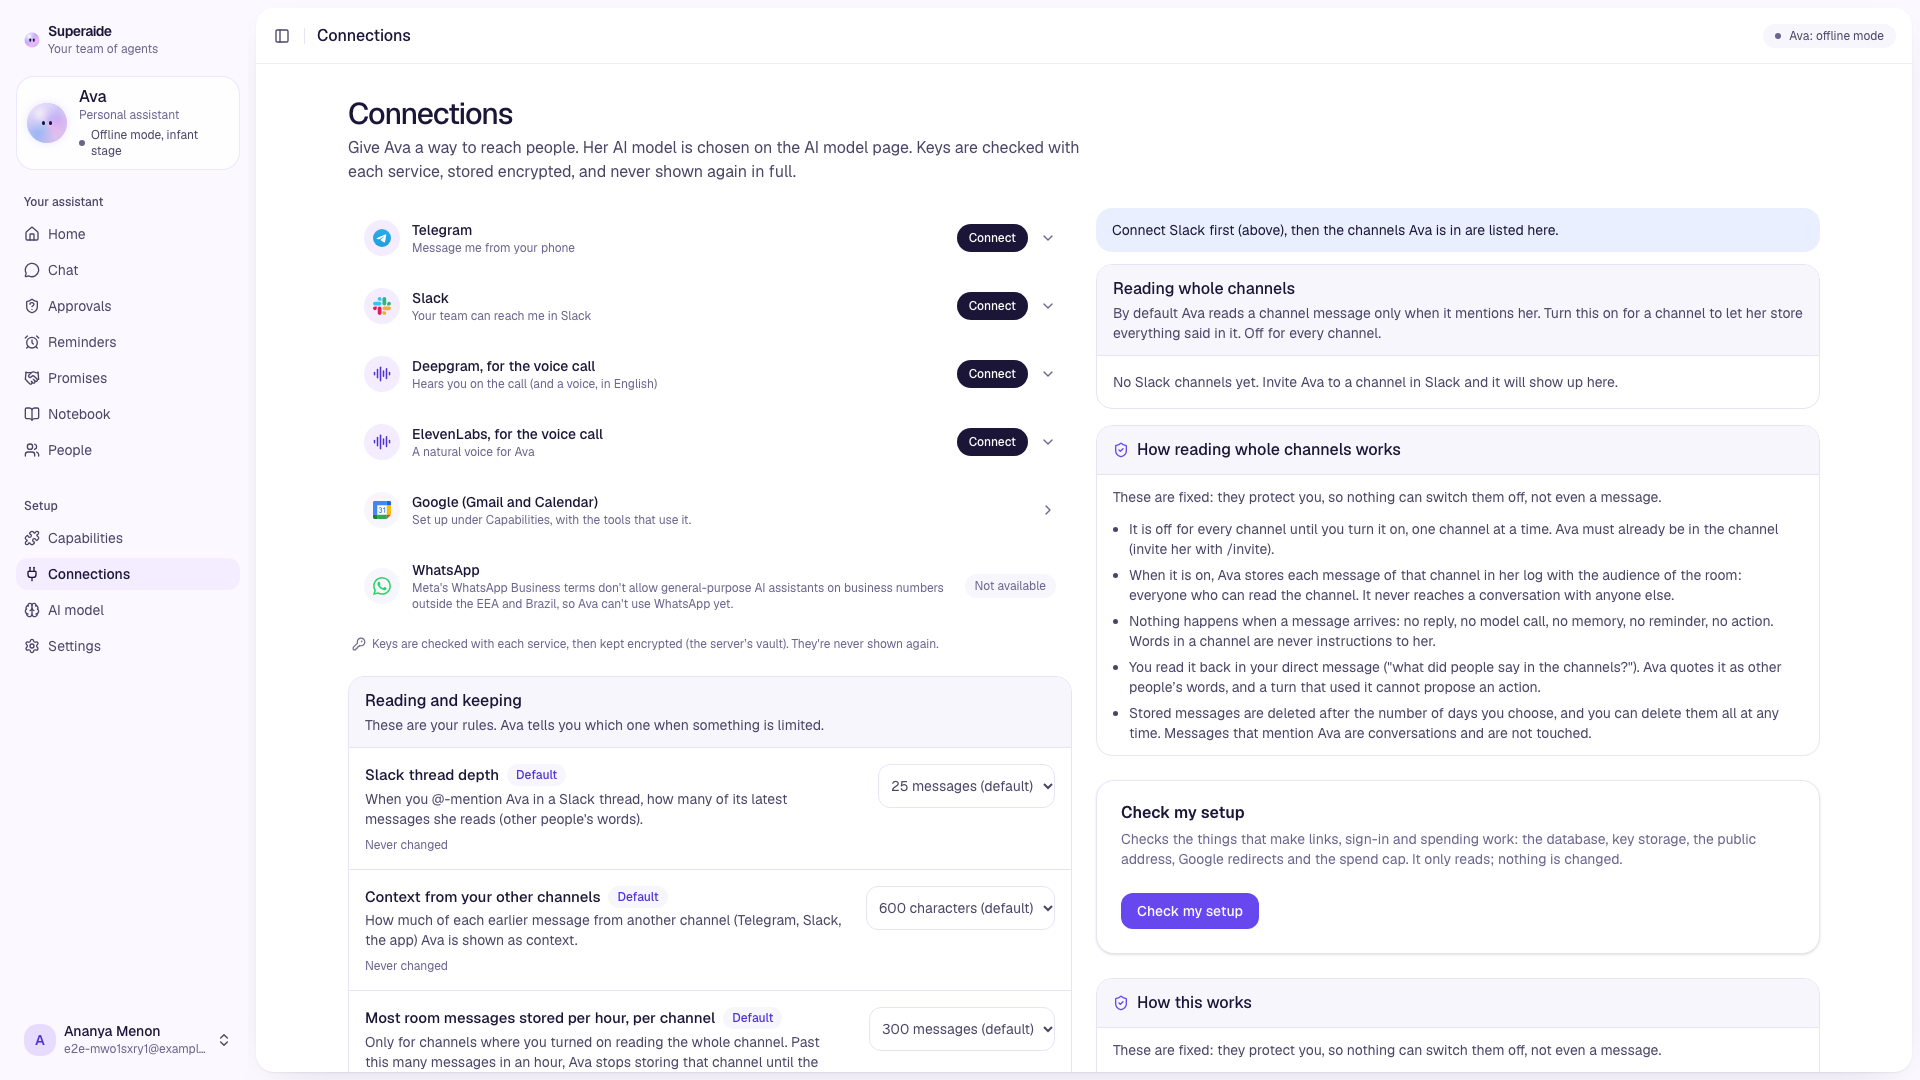 Superaide
Your team of agents
Ava
Personal assistant
Offline mode, infant
stage
Your assistant
Home
Chat
Approvals
Reminders
Promises
Notebook
People
Setup
Capabilities
Connections
AI model
Settings
A
Ananya Menon
e2e-mwo1sxry1@exampl...
Connections
Ava: offline mode
Connections
Give Ava a way to reach people. Her AI model is chosen on the AI model page. Keys are checked with
each service, stored encrypted, and never shown again in full.
Telegram
Message me from your phone
Connect
Slack
Your team can reach me in Slack
Connect
Deepgram, for the voice call
Hears you on the call (and a voice, in English)
Connect
ElevenLabs, for the voice call
A natural voice for Ava
Connect
31
Google (Gmail and Calendar)
Set up under Capabilities, with the tools that use it.
WhatsApp
Meta's WhatsApp Business terms don't allow general-purpose AI assistants on business numbers
outside the EEA and Brazil, so Ava can't use WhatsApp yet.
Not available
Keys are checked with each service, then kept encrypted (the server's vault). They're never shown again.
Reading and keeping
These are your rules. Ava tells you which one when something is limited.
Slack thread depth
Default
When you @-mention Ava in a Slack thread, how many of its latest
messages she reads (other people's words).
Never changed
25 messages (default)
Context from your other channels
Default
How much of each earlier message from another channel (Telegram, Slack,
the app) Ava is shown as context.
Never changed
600 characters (default)
Most room messages stored per hour, per channel
Default
Only for channels where you turned on reading the whole channel. Past
this many messages in an hour, Ava stops storing that channel until the
300 messages (default)
Connect Slack first (above), then the channels Ava is in are listed here.
Reading whole channels
By default Ava reads a channel message only when it mentions her. Turn this on for a channel to let her store
everything said in it. Off for every channel.
No Slack channels yet. Invite Ava to a channel in Slack and it will show up here.
How reading whole channels works
These are fixed: they protect you, so nothing can switch them off, not even a message.
It is off for every channel until you turn it on, one channel at a time. Ava must already be in the channel
(invite her with /invite).
When it is on, Ava stores each message of that channel in her log with the audience of the room:
everyone who can read the channel. It never reaches a conversation with anyone else.
Nothing happens when a message arrives: no reply, no model call, no memory, no reminder, no action.
Words in a channel are never instructions to her.
You read it back in your direct message ("what did people say in the channels?"). Ava quotes it as other
people's words, and a turn that used it cannot propose an action.
Stored messages are deleted after the number of days you choose, and you can delete them all at any
time. Messages that mention Ava are conversations and are not touched.
Check my setup
Checks the things that make links, sign-in and spending work: the database, key storage, the public
address, Google redirects and the spend cap. It only reads; nothing is changed.
Check my setup
How this works
These are fixed: they protect you, so nothing can switch them off, not even a message.